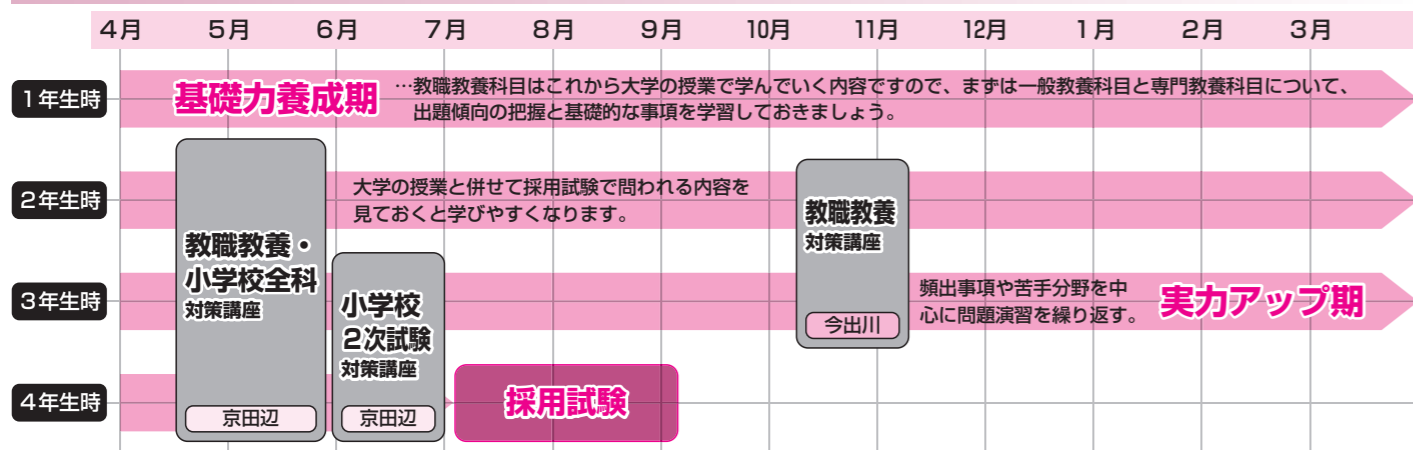 4月 5月 6月 7月 8月 9月 10月 11月 12月 1月 2月 3月
1年生時
基礎力養成期
…教職教養科目はこれから大学の授業で学んでいく内容ですので、まずは一般教養科目と専門教養科目について、
出題傾向の把握と基礎的な事項を学習しておきましょう。
2年生時
大学の授業と併せて採用試験で問われる内容を
見ておくと学びやすくなります。
教職教養・
小学校全科
対策講座
京田辺
小学校
2次試験
対策講座
京田辺
教職教養
対策講座
今出川
3年生時
頻出事項や苦手分野を中
心に問題演習を繰り返す。
実力アップ期
4年生時
採用試験